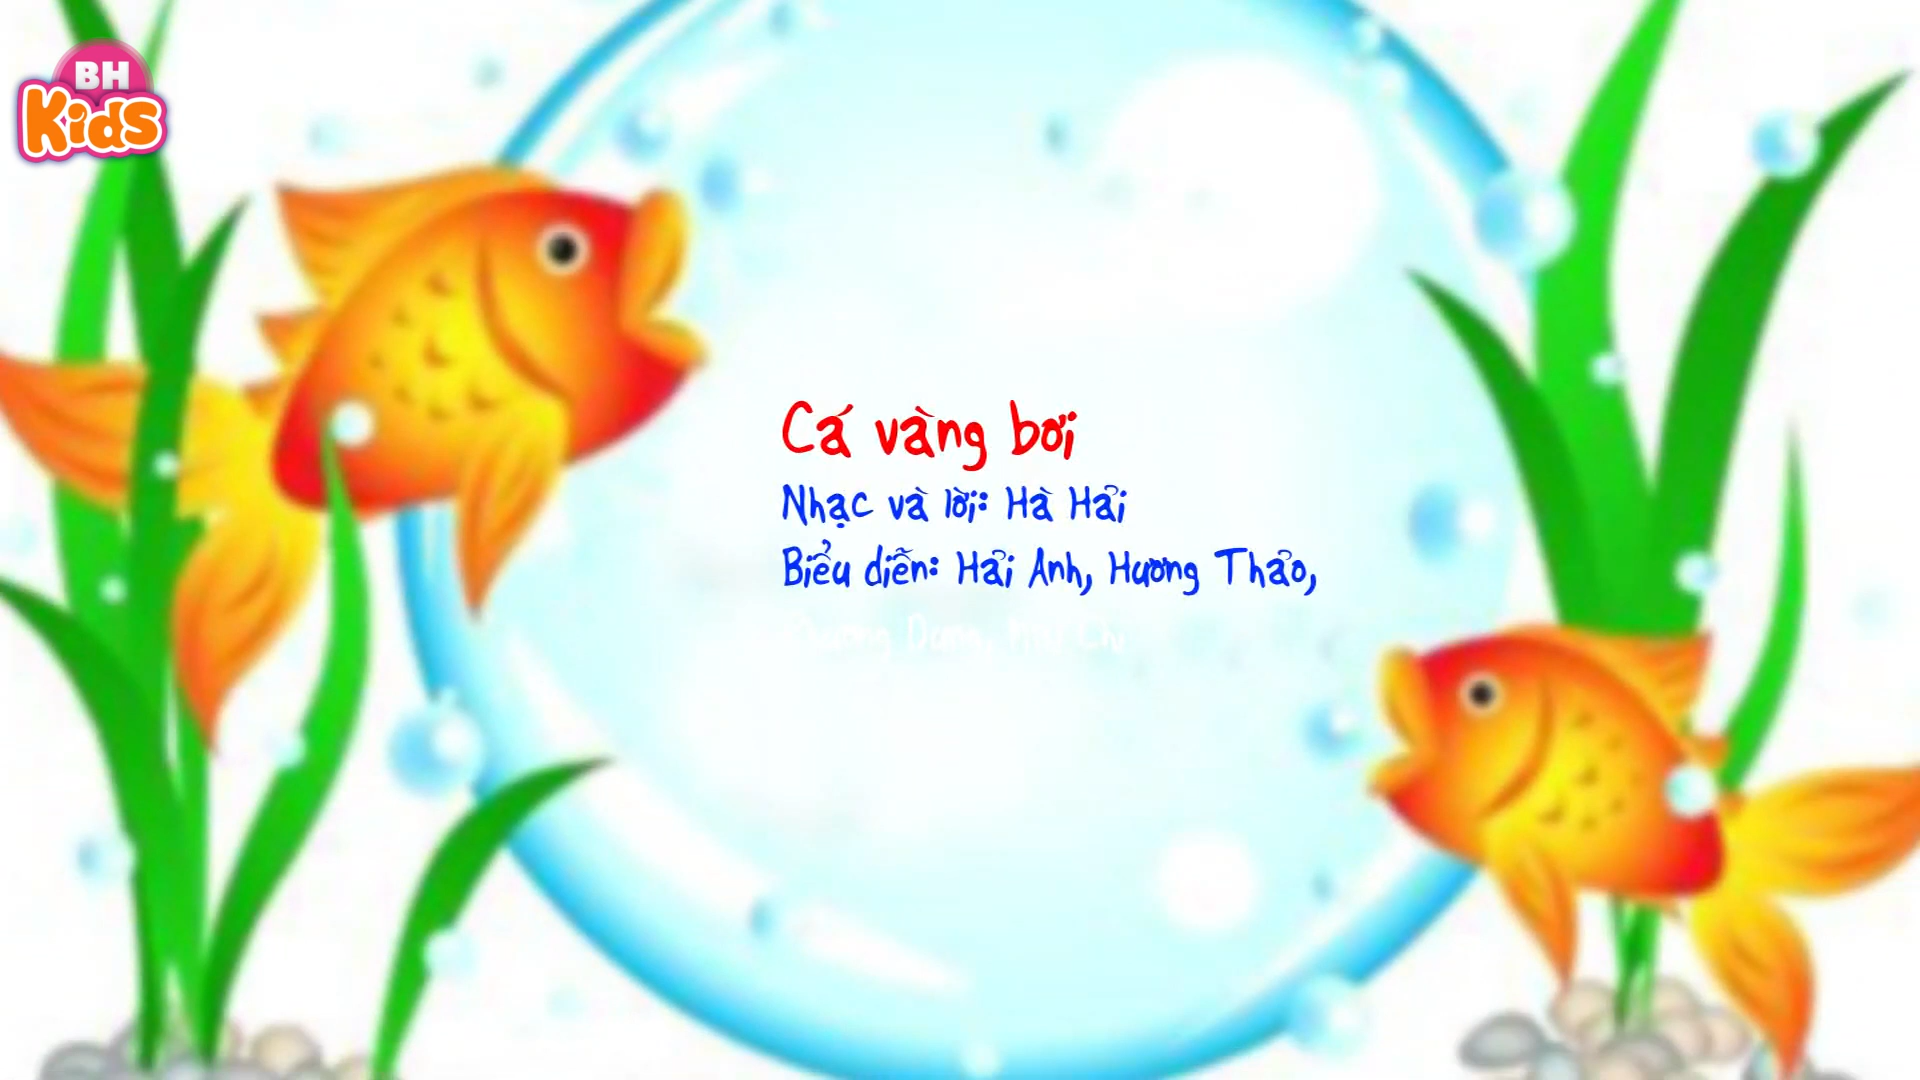 BH
Kids
Cá vàng bơi
Nhạc và lời: Hà Hải
Biểu diễn: Hải Anh, Hương Thảo,